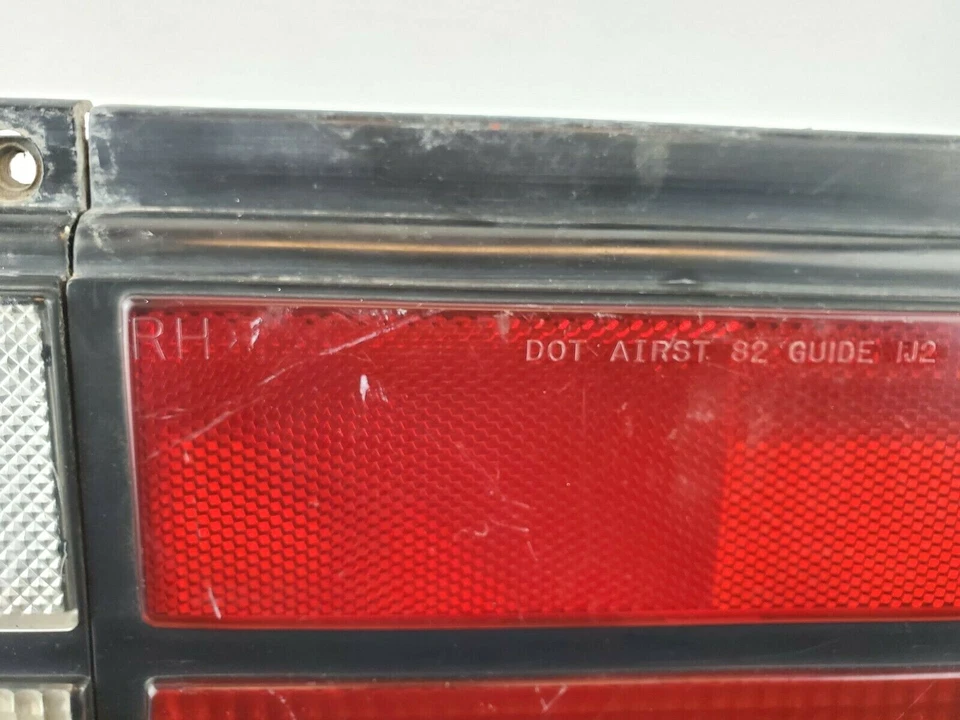 RH
DOT AIRST 82 GUIDE IJ2